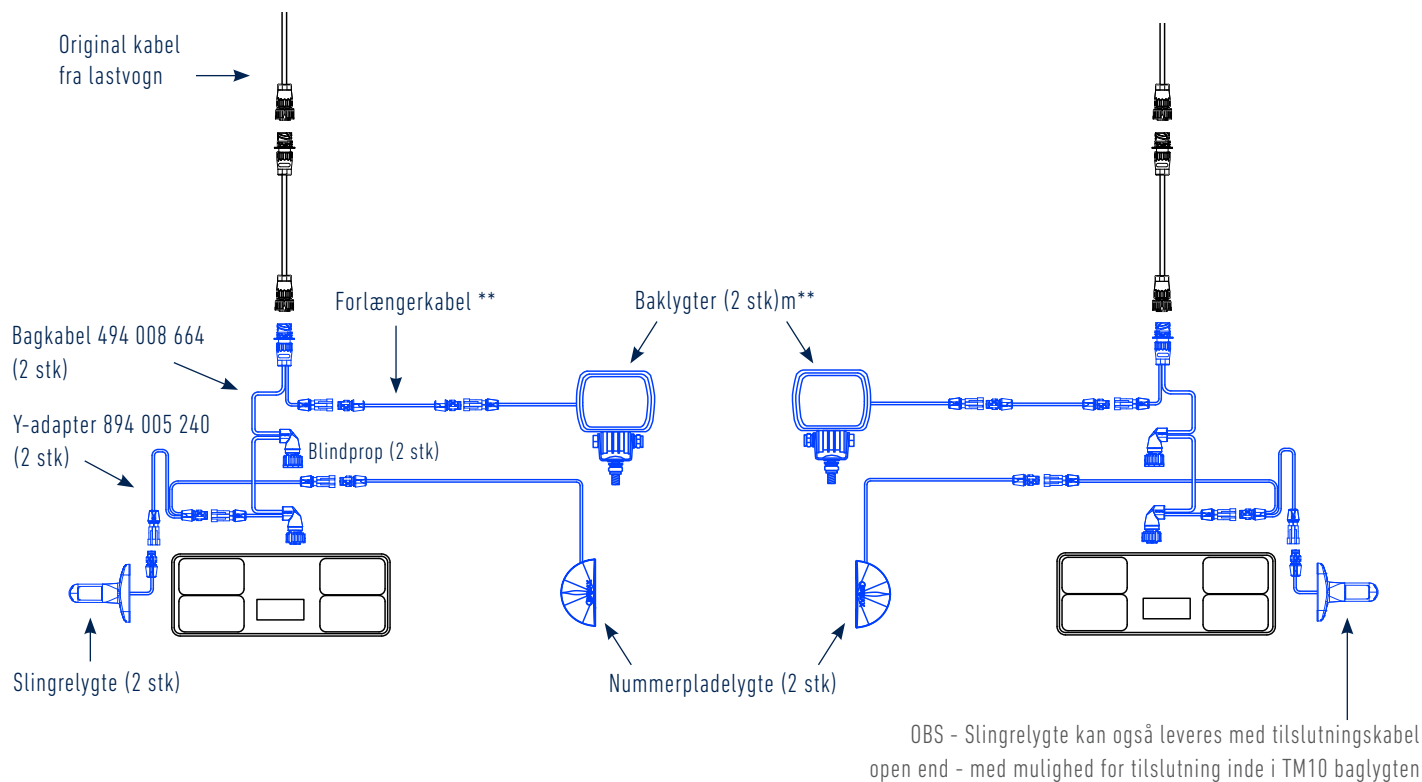 Original kabel
fra lastvogn
Forlængerkabel **
Baklygter (2 stk)m**
Bagkabel 494 008 664
(2 stk)
Y-adapter 894 005 240
(2 stk)
Blindprop (2 stk)
Slingrelygte (2 stk)
Nummerpladelygte (2 stk)
OBS - Slingrelygte kan også leveres med tilslutningskabel
open end - med mulighed for tilslutning inde i TM10 baglygten